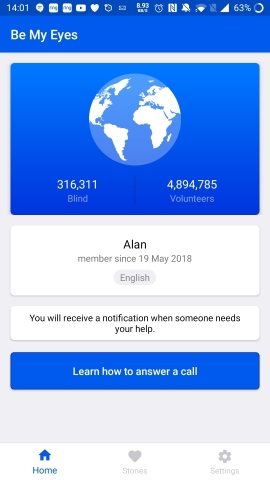 14:01
8.93
KB/S
63%
Be My Eyes
316,311
4,894,785
Blind
Volunteers
Alan
member since 19 May 2018
English
You will receive a notification when someone needs
your help.
Learn how to answer a call
Home
Stories
Settings